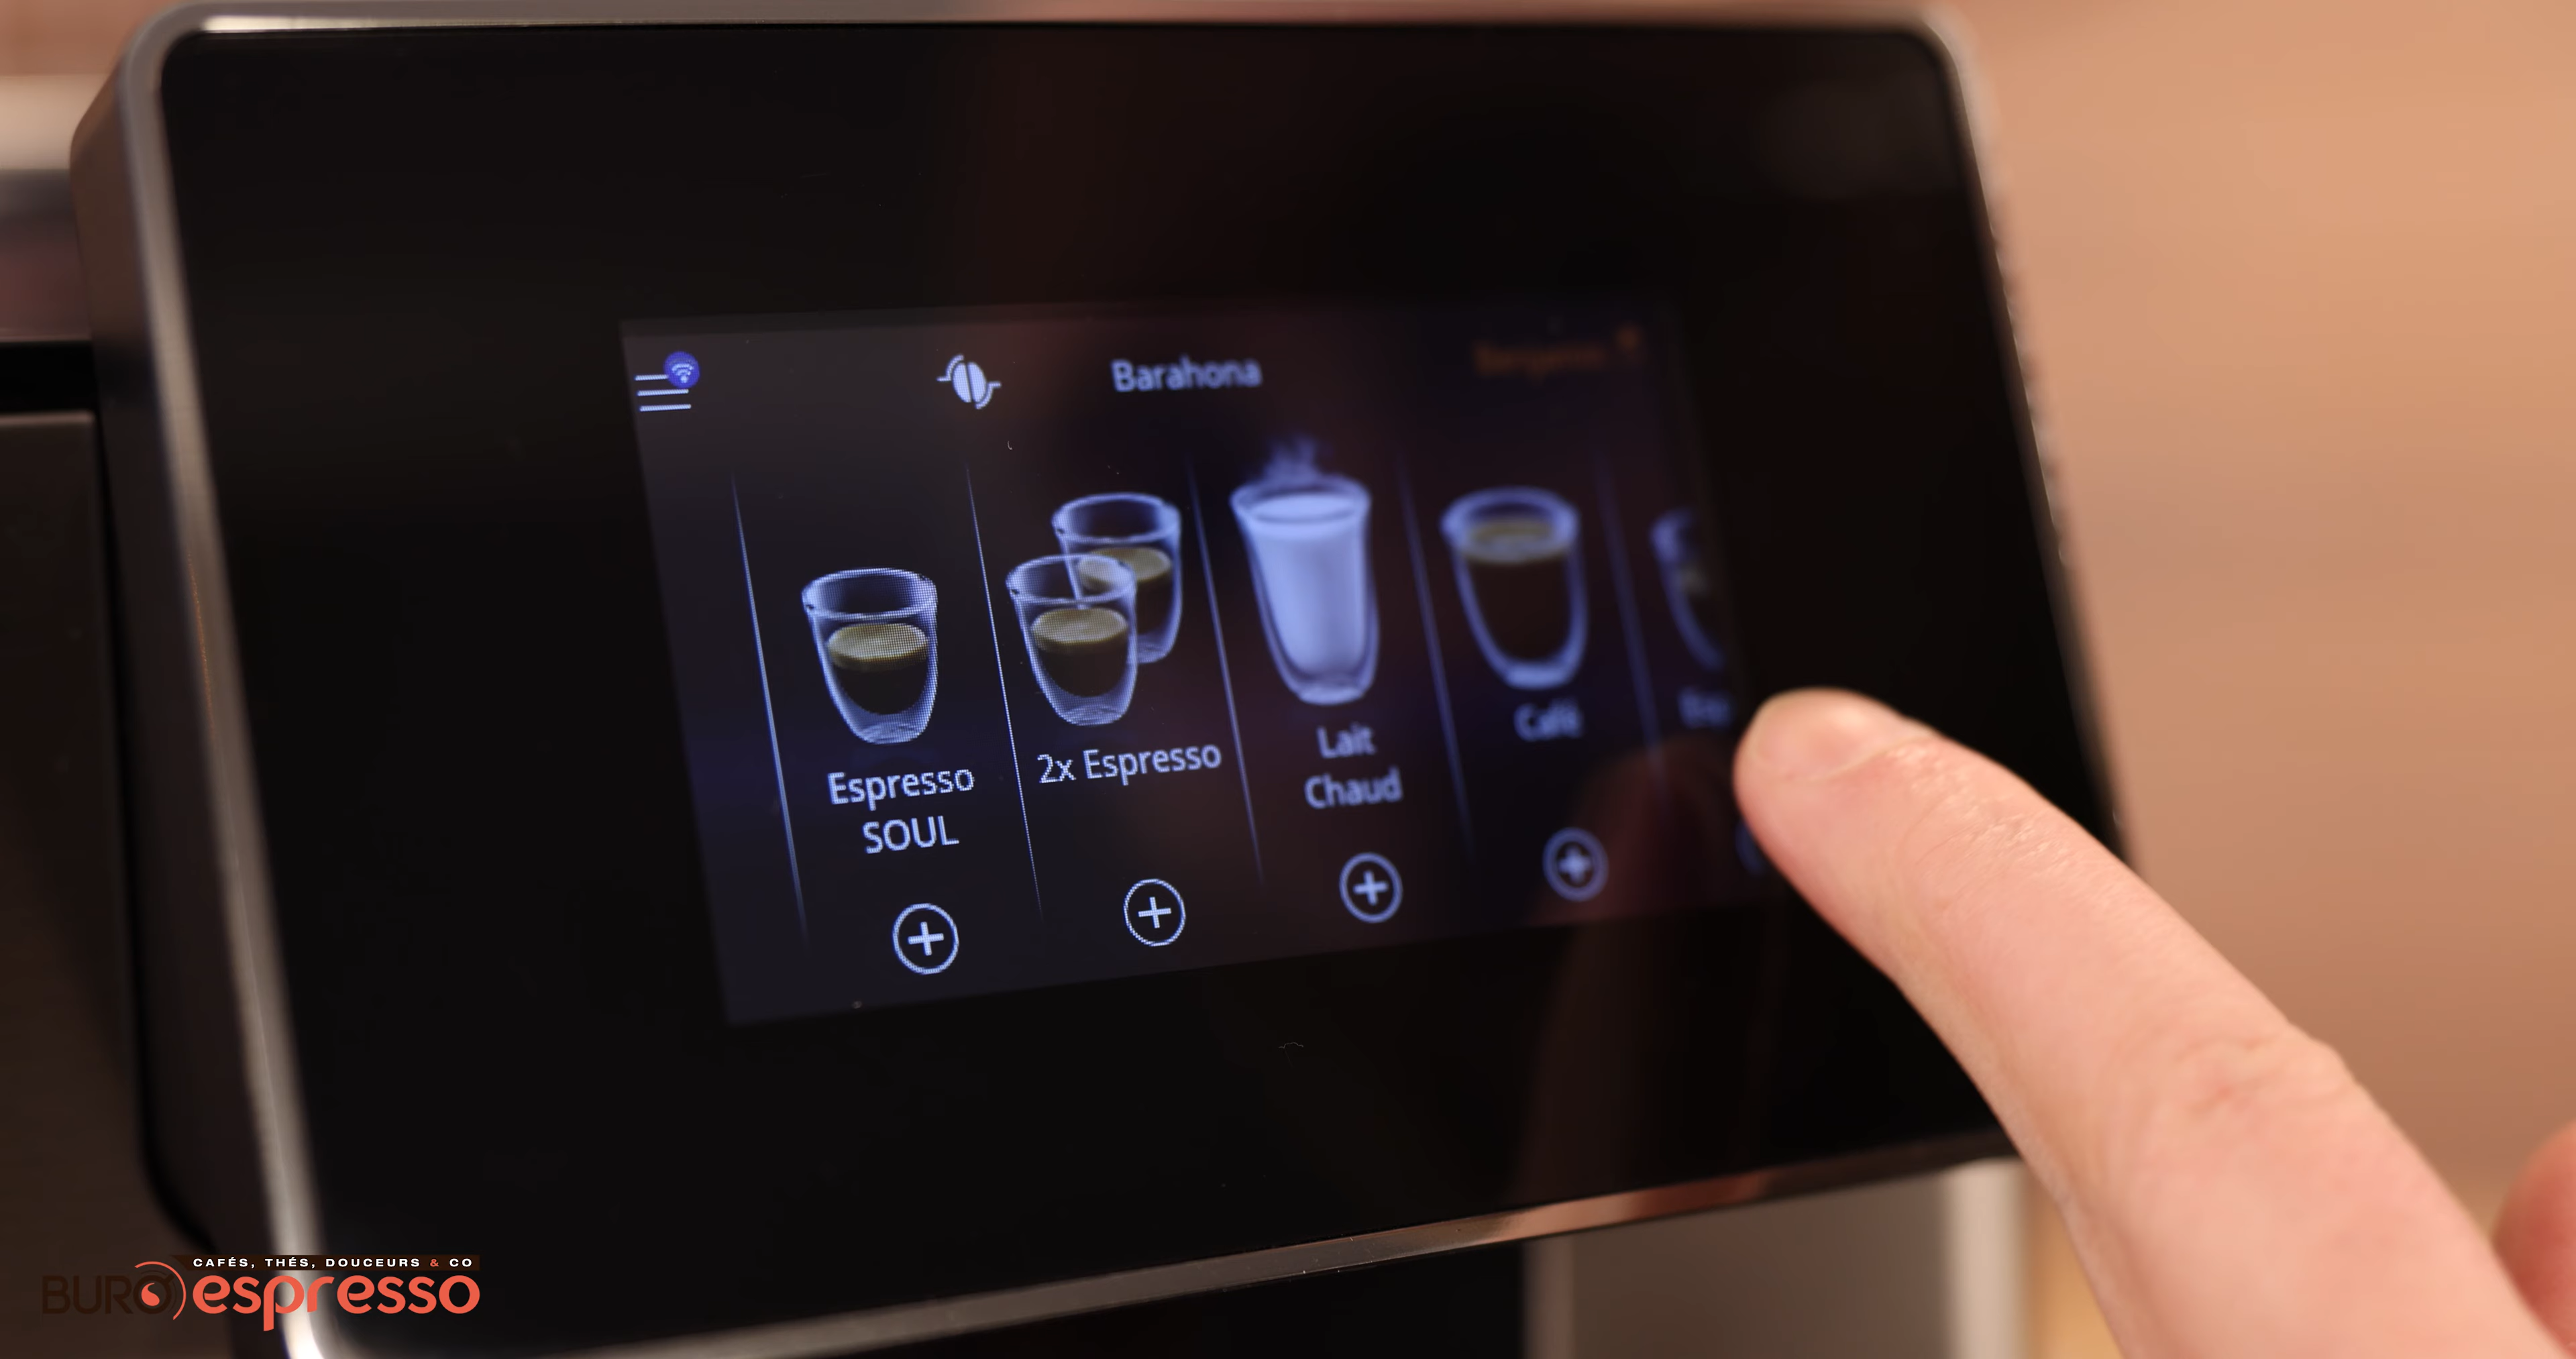 Barahona
Espresso
SOUL
2x Espresso
Lait
Chaud
Café
CAFÉS, THÉS, DOUCEURS & CO
BURO espresso